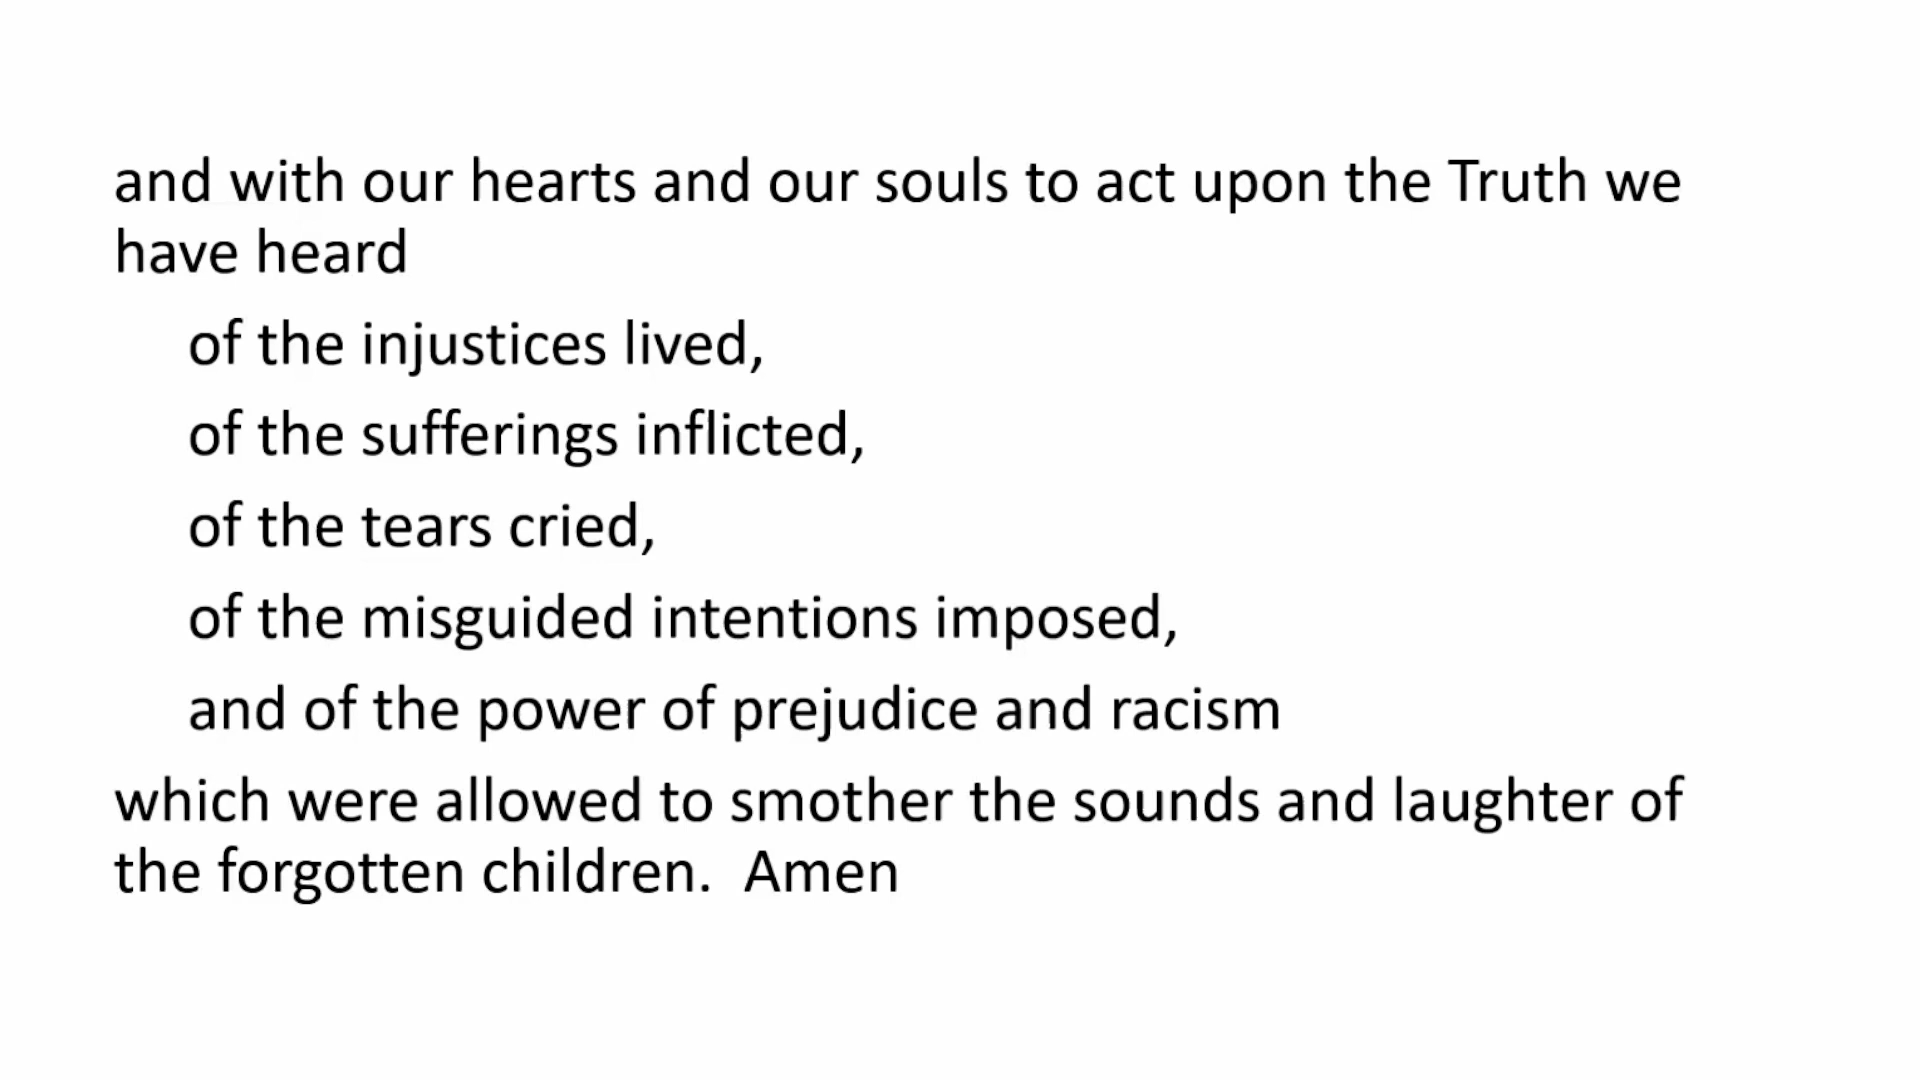 and with our hearts and our souls to act upon the Truth we
have heard
of the injustices lived,
of the sufferings inflicted,
of the tears cried,
of the misguided intentions imposed,
and of the power of prejudice and racism
which were allowed to smother the sounds and laughter of
the forgotten children.  Amen